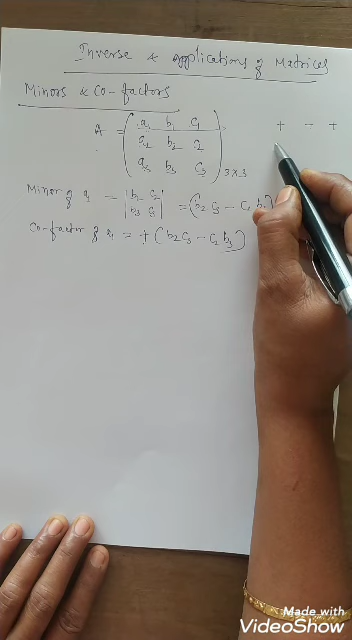 Inverse & applications of Matrices
Minors & Co-factors
A = ( a₁ b₁ c₁
a₂ b₂ c₂
a₃ b₃ c₃ ) 3x3
+ - +
Minor of a₁ = | b₂ c₂
b₃ c₃ | = (b₂ c₃ - c₂ b₃)
Co-factor of a₁ = + (b₂ c₃ - c₂ b₃)
Made with
VideoShow